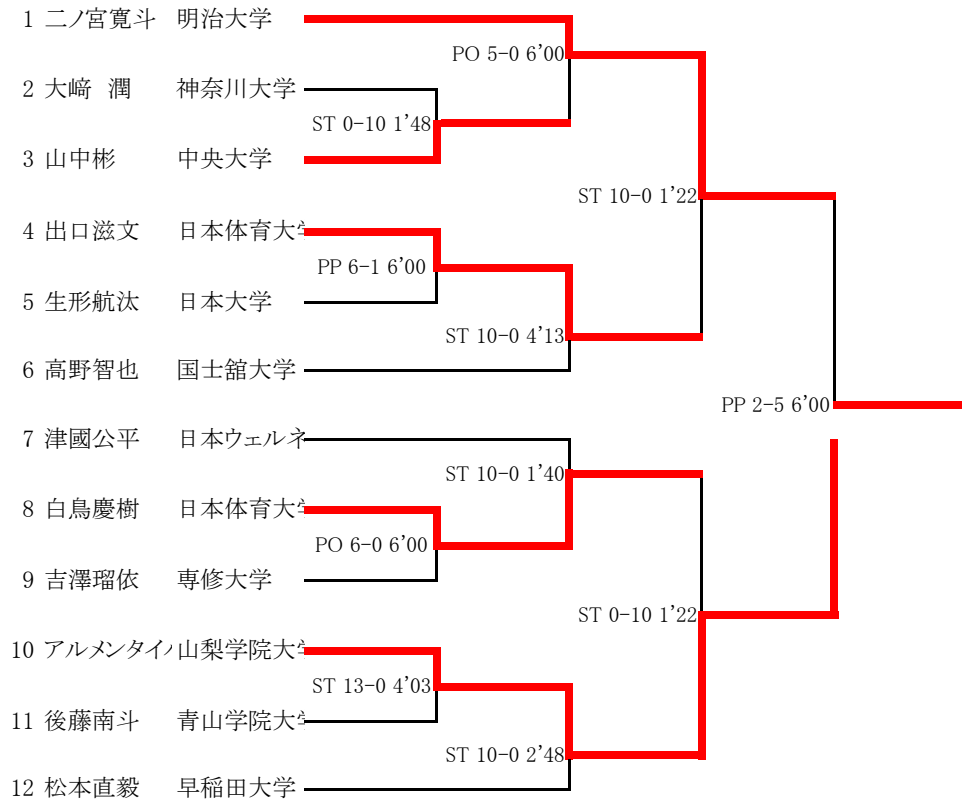 1 二ノ宮寛斗 明治大学
PO 5-0 6’00
2 大﨑 潤 神奈川大学
ST 0-10 1’48
3 山中彬 中央大学
ST 10-0 1’22
4 出口滋文 日本体育大学
PP 6-1 6’00
5 生形航汰 日本大学
ST 10-0 4’13
6 高野智也 国士舘大学
PP 2-5 6’00
7 津國公平 日本ウェルネ
ST 10-0 1’40
8 白鳥慶樹 日本体育大学
PO 6-0 6’00
9 吉澤瑠依 専修大学
ST 0-10 1’22
10 アルメンタイ 山梨学院大学
ST 13-0 4’03
11 後藤南斗 青山学院大学
ST 10-0 2’48
12 松本直毅 早稲田大学